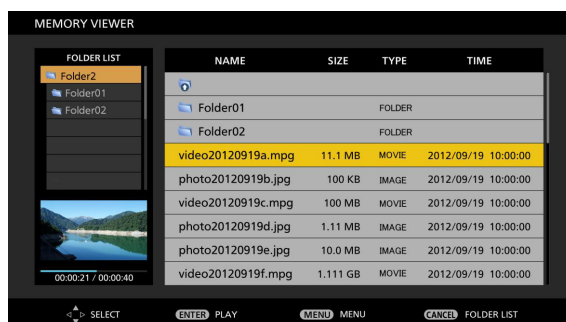 MEMORY VIEWER
FOLDER LIST
Folder2
Folder01
Folder02
00:00:21 / 00:00:40
NAME SIZE TYPE TIME
Folder01 FOLDER
Folder02 FOLDER
video20120919a.mpg 11.1 MB MOVIE 2012/09/19 10:00:00
photo20120919b.jpg 100 KB IMAGE 2012/09/19 10:00:00
video20120919c.mpg 100 MB MOVIE 2012/09/19 10:00:00
photo20120919d.jpg 1.11 MB IMAGE 2012/09/19 10:00:00
photo20120919e.jpg 10.0 MB IMAGE 2012/09/19 10:00:00
video20120919f.mpg 1.111 GB MOVIE 2012/09/19 10:00:00
SELECT ENTER PLAY MENU MENU CANCEL FOLDER LIST